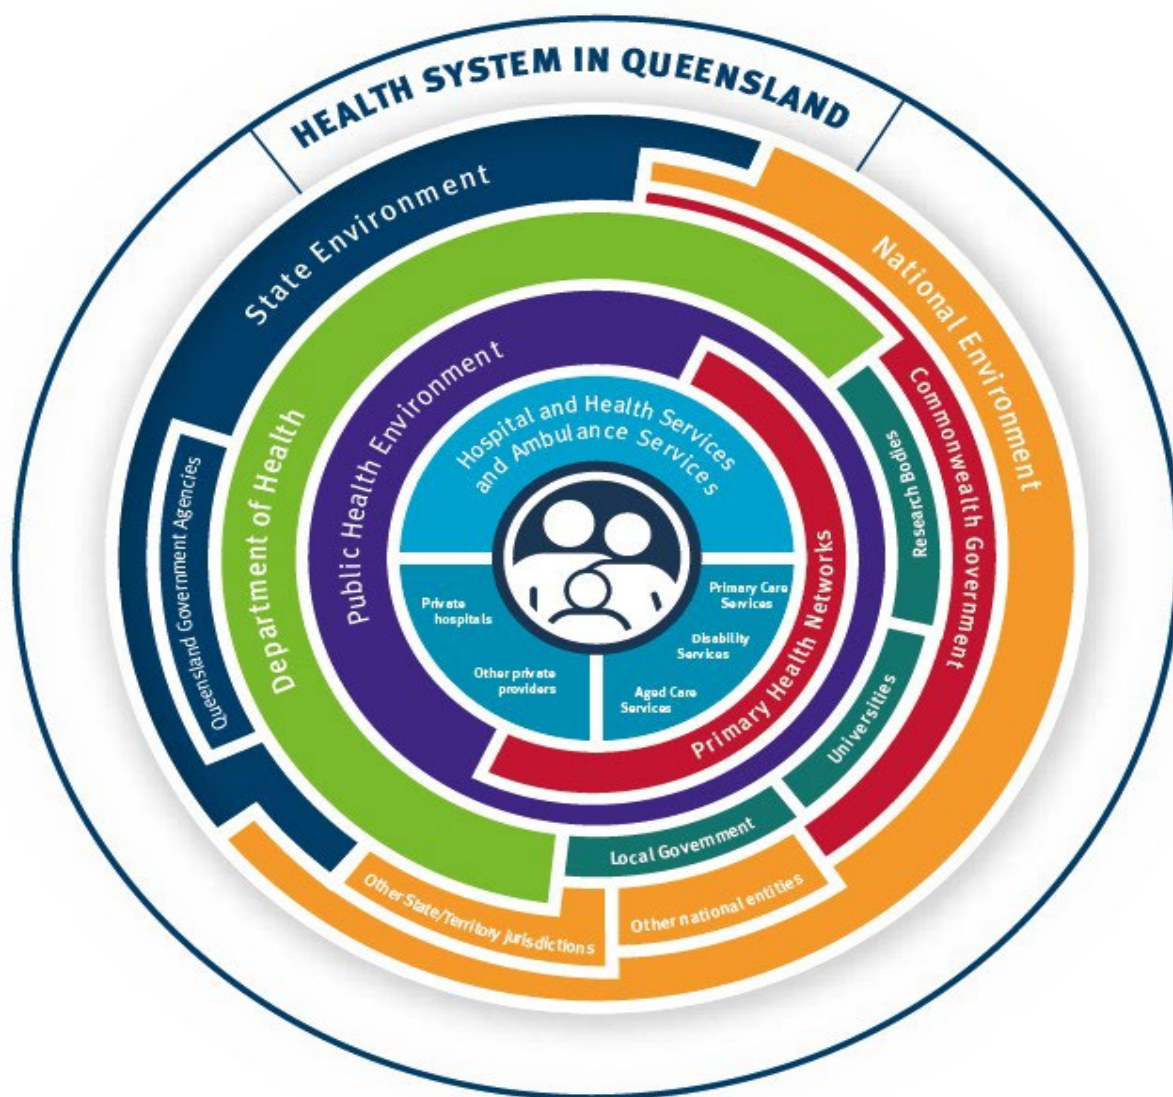 HEALTH SYSTEM IN QUEENSLAND
State Environment
National Environment
Department of Health
Public Health Environment
Commonwealth Government
Queensland Government Agencies
Hospital and Health Services
and Ambulance Services
Research Bodies
Primary Health Networks
Private
hospitals
Other private
providers
Primary Care
Services
Disability
Services
Aged Care
Services
Universities
Local Government
Other State/Territory Jurisdictions
Other national entities